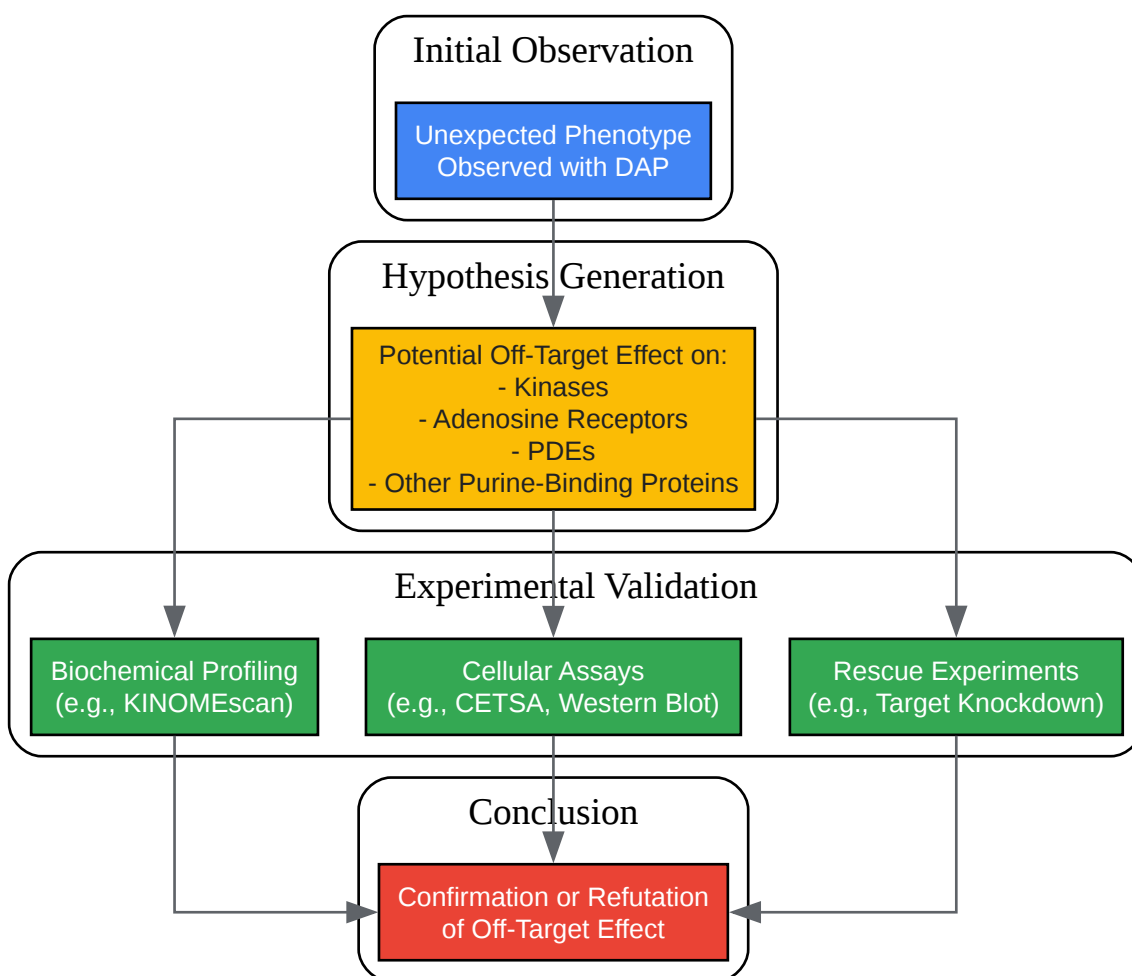 Initial Observation
Unexpected Phenotype
Observed with DAP
Hypothesis Generation
Potential Off-Target Effect on:
- Kinases
- Adenosine Receptors
- PDEs
- Other Purine-Binding Proteins
Experimental Validation
Biochemical Profiling
(e.g., KINOMEscan)
Cellular Assays
(e.g., CETSA, Western Blot)
Rescue Experiments
(e.g., Target Knockdown)
Conclusion
Confirmation or Refutation
of Off-Target Effect